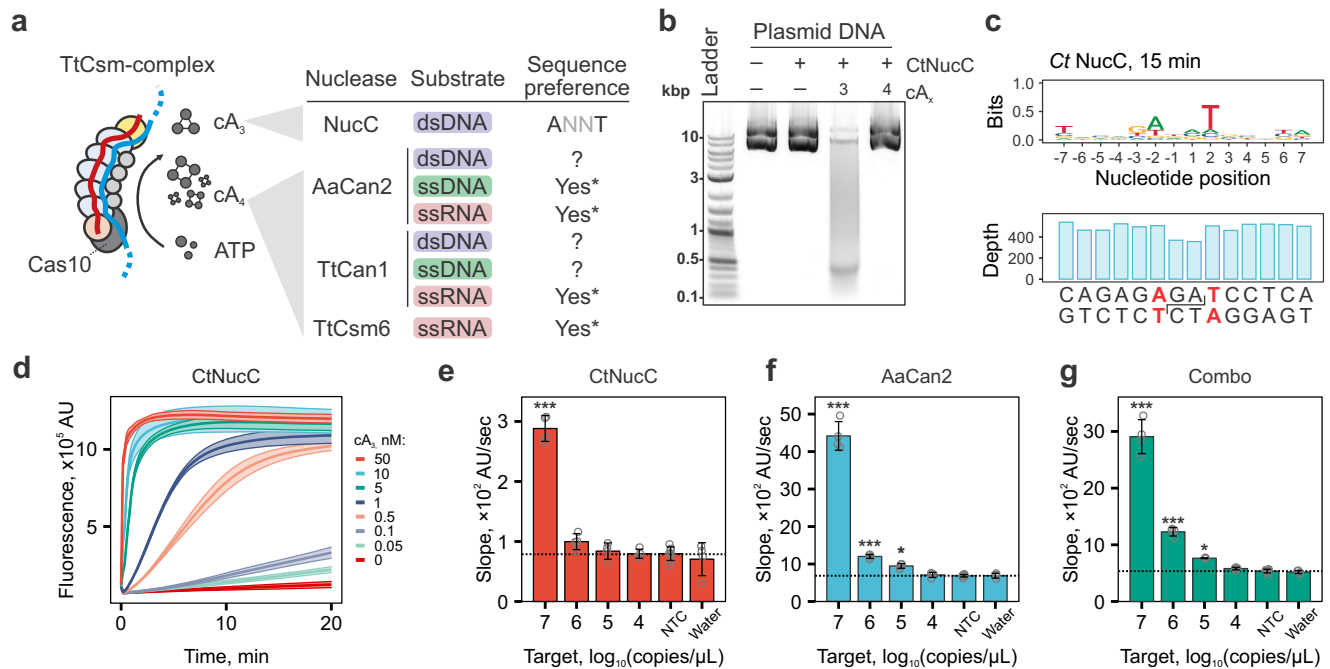 a
TtCsm-complex
cA3
cA4
ATP
Cas10
Nuclease Substrate Sequence preference
NucC dsDNA ANNT
AaCan2 dsDNA ?
ssDNA Yes*
ssRNA Yes*
TtCan1 dsDNA ?
ssDNA ?
ssRNA Yes*
TtCsm6 ssRNA Yes*
b
Plasmid DNA
Ladder
– + + + CtNucC
kbp – – 3 4 cAx
10
3
1
0.5
0.1
c
Ct NucC, 15 min
Bits
1.0
0.5
0.0
-7 -6 -5 -4 -3 -2 -1 1 2 3 4 5 6 7
Nucleotide position
Depth
400
200
0
CAGAGAGATCCTCA
GTCTCTCTAGGAGT
d
CtNucC
Fluorescence, x10⁵ AU
10
5
0 10 20
Time, min
cA3, nM:
50
10
5
1
0.5
0.1
0.05
0
e
CtNucC
Slope, ×10² AU/sec
3
2
1
0
***
7 6 5 4 NTC Water
Target, log10(copies/µL)
f
AaCan2
Slope, ×10² AU/sec
50
40
30
20
10
0
***
***
*
7 6 5 4 NTC Water
Target, log10(copies/µL)
g
Combo
Slope, ×10² AU/sec
30
20
10
0
***
***
*
7 6 5 4 NTC Water
Target, log10(copies/µL)